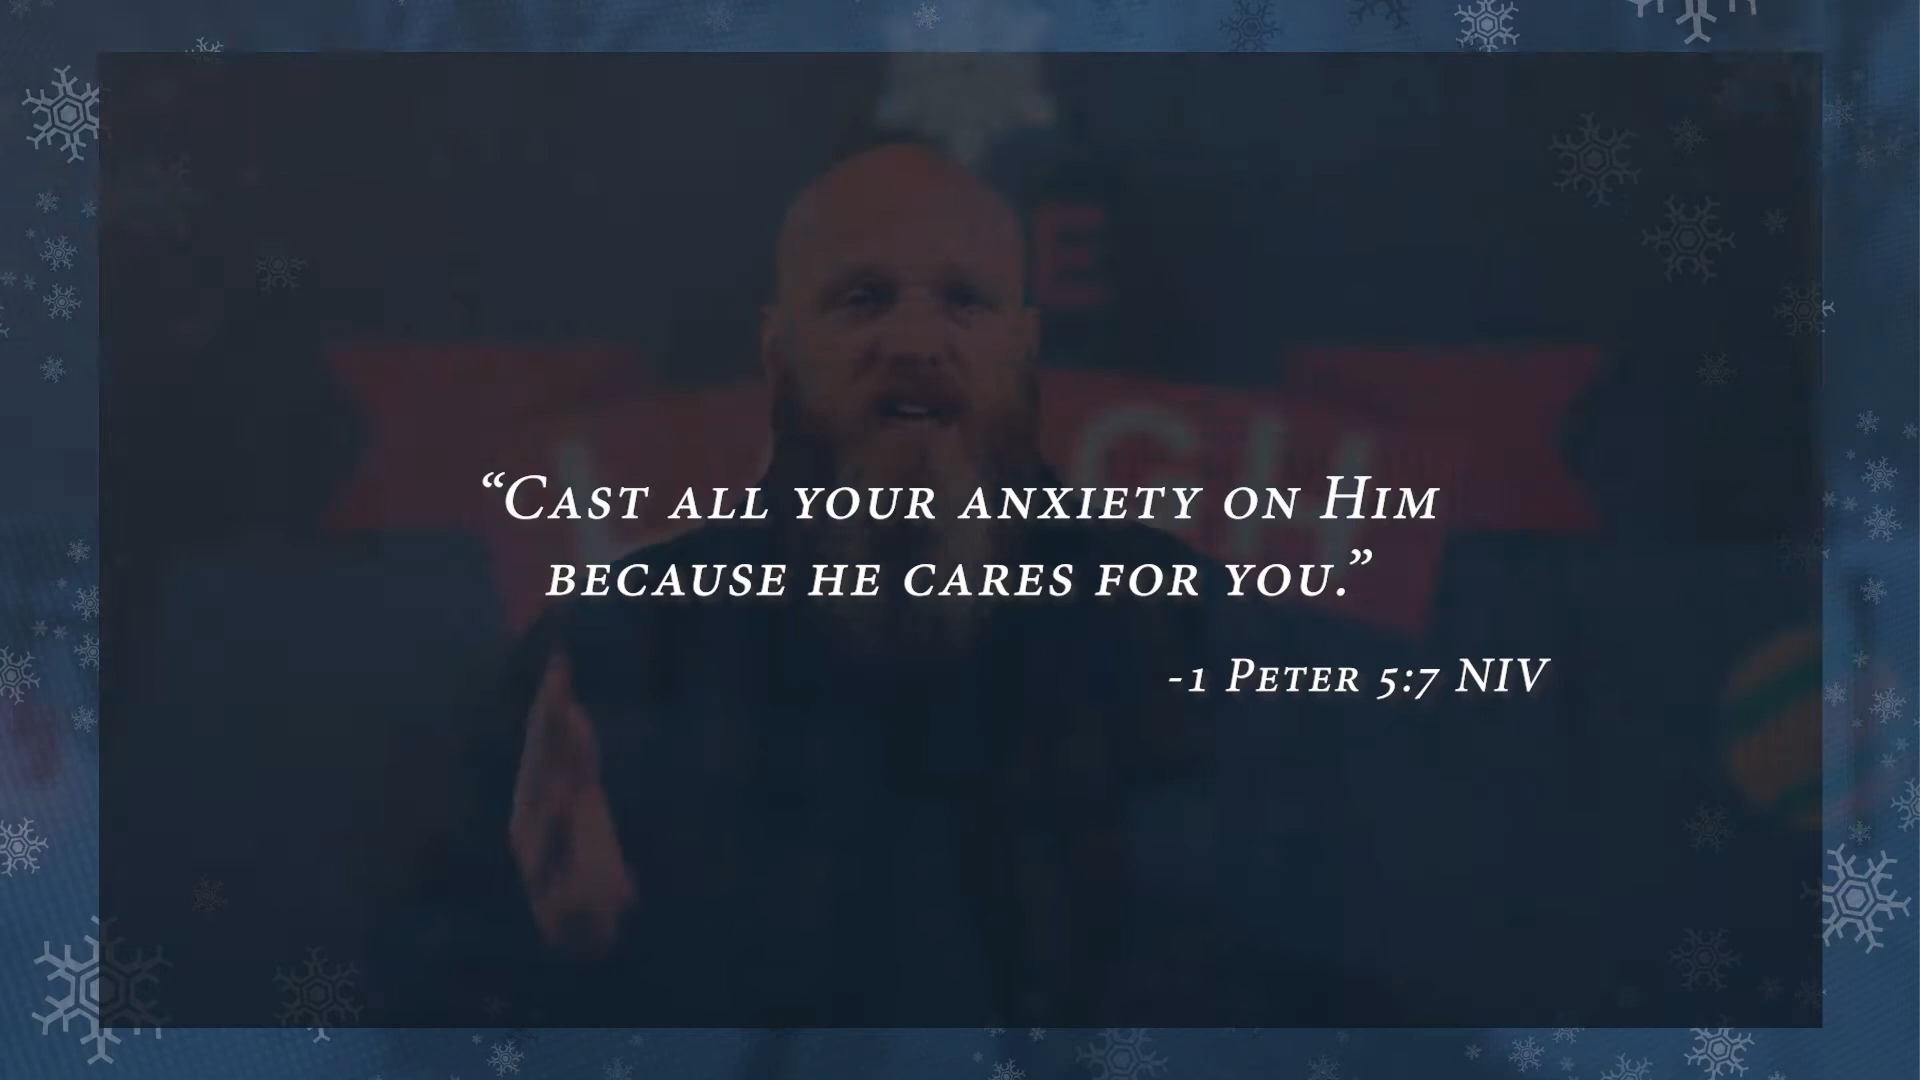 “Cast all your anxiety on Him
because He cares for you.”
-1 Peter 5:7 NIV